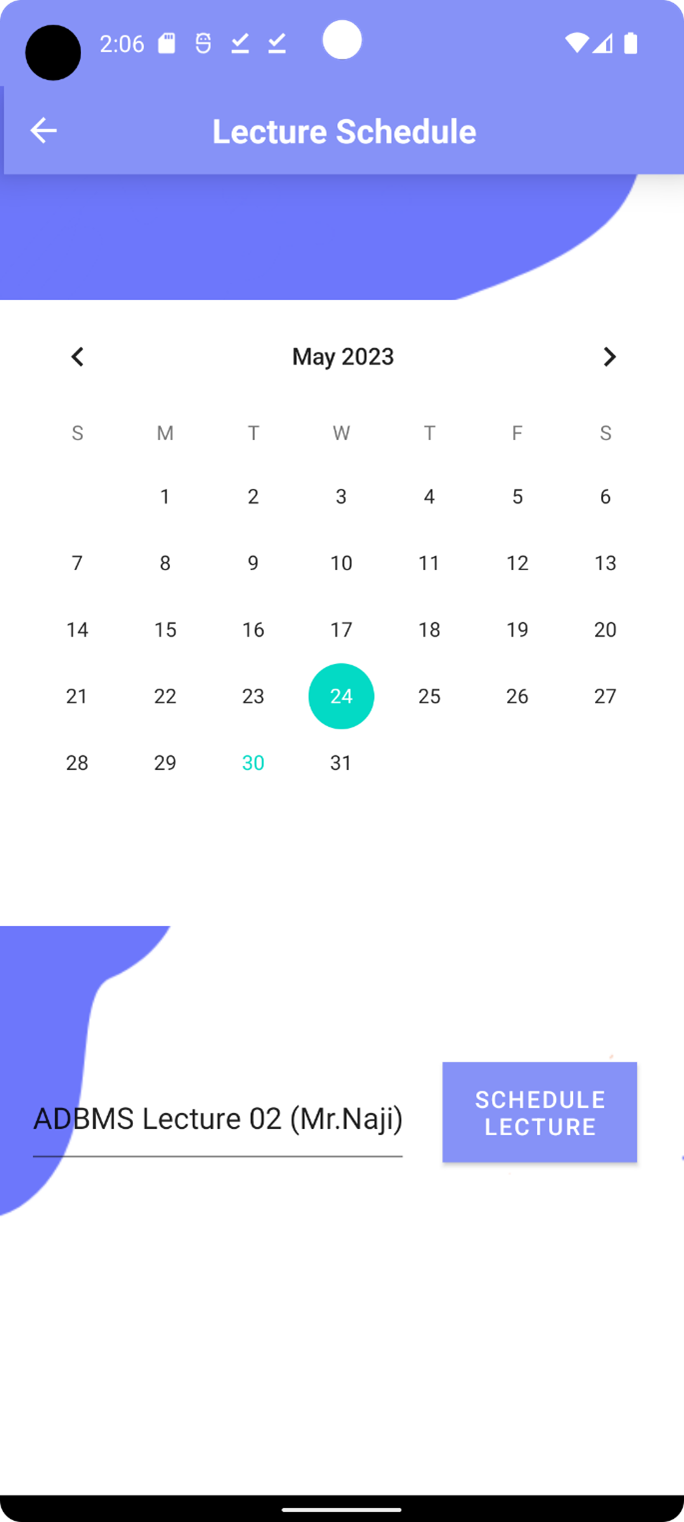 2:06
Lecture Schedule
May 2023
S M T W T F S
1 2 3 4 5 6
7 8 9 10 11 12 13
14 15 16 17 18 19 20
21 22 23 24 25 26 27
28 29 30 31
ADBMS Lecture 02 (Mr.Naji)
SCHEDULE
LECTURE